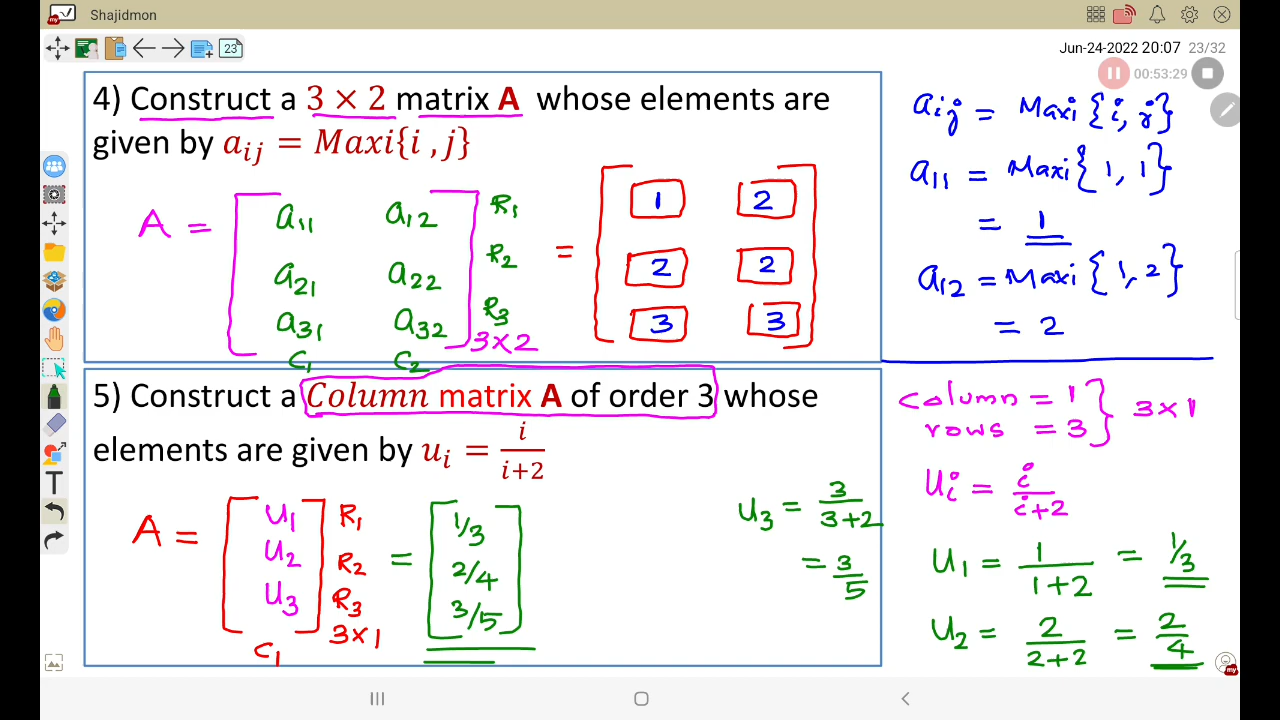 Shajidmon
23
Jun-24-2022 20:07 23/32
00:53:29
4) Construct a 3 × 2 matrix A whose elements are
given by aij = Maxi{i , j}
A = [ a11 a12 ] R1 = [ 1 2 ]
a21 a22 R2 2 2
a31 a32 R3 3 3
3×2
C1 C2
aij = Maxi {i, j}
a11 = Maxi { 1, 1}
= 1
a12 = Maxi { 1, 2}
= 2
5) Construct a Column matrix A of order 3 whose
elements are given by ui = i/i+2
A = [ U1 ] R1 = [ 1/3 ]
U2 R2 2/4
U3 R3 3/5
3×1
C1
U3 = 3/3+2
= 3/5
column = 1
rows = 3 } 3×1
Ui = i/i+2
U1 = 1/1+2 = 1/3
U2 = 2/2+2 = 2/4
T
my
my